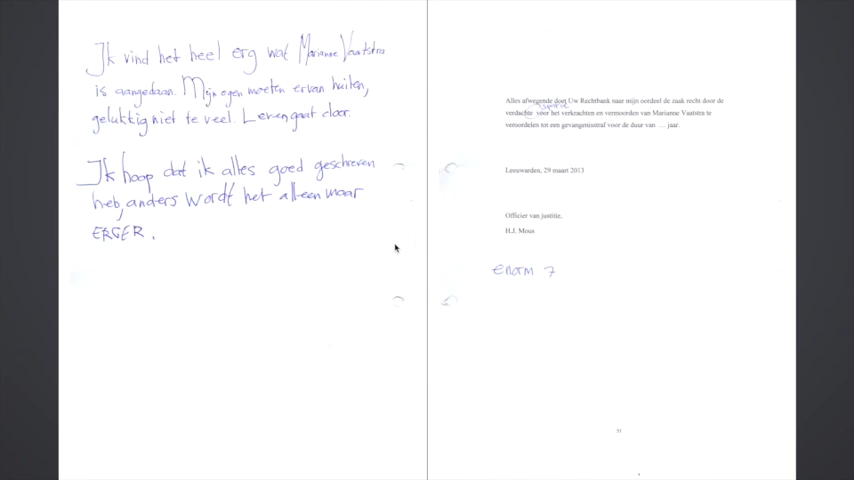 Ik vind het heel erg wat Marianne Vaatstra
is aangedaan. Mijn ogen moeten ervan huilen,
gelukkig niet te veel. Leven gaat door.
Ik hoop dat ik alles goed geschreven
heb, anders wordt het alleen maar
ERGER.
Alles afwegende doet Uw Rechtbank naar mijn oordeel de zaak recht door de
verdachte voor het verkrachten en vermoorden van Marianne Vaatstra te
veroordelen tot een gevangenisstraf voor de duur van ... jaar.
Leeuwarden, 29 maart 2013
Officier van justitie,
H.J. Mous
51